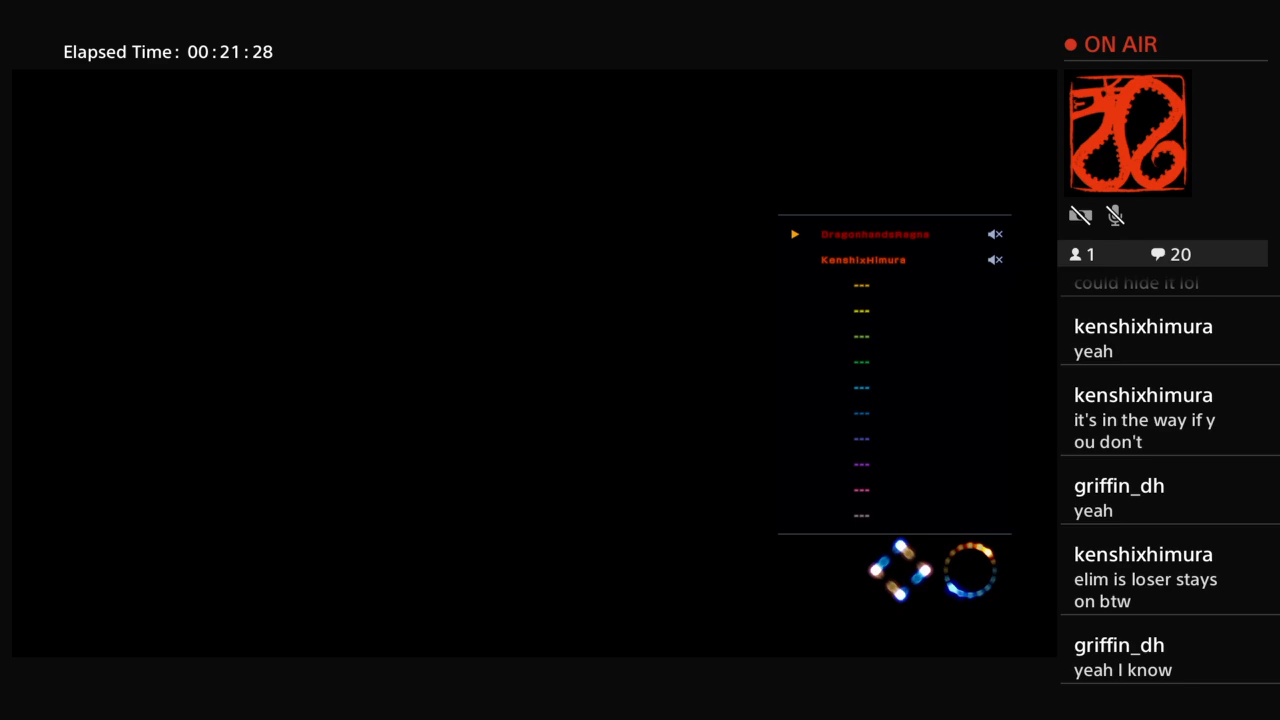 Elapsed Time: 00:21:28
ON AIR
DragonhandsMagna
KenshixHimura
---
---
---
---
---
---
---
---
---
---
1 20
could hide it lol
kenshixhimura
yeah
kenshixhimura
it's in the way if y
ou don't
griffin_dh
yeah
kenshixhimura
elim is loser stays
on btw
griffin_dh
yeah I know